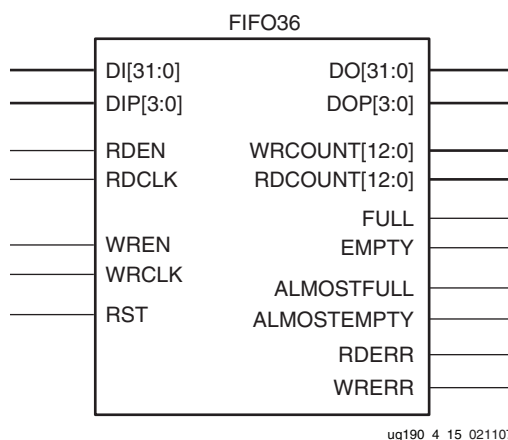 FIFO36
DI[31:0] DO[31:0]
DIP[3:0] DOP[3:0]
RDEN WRCOUNT[12:0]
RDCLK RDCOUNT[12:0]
FULL
WREN EMPTY
WRCLK ALMOSTFULL
RST ALMOSTEMPTY
RDERR
WRERR
ug190_4_15_021107